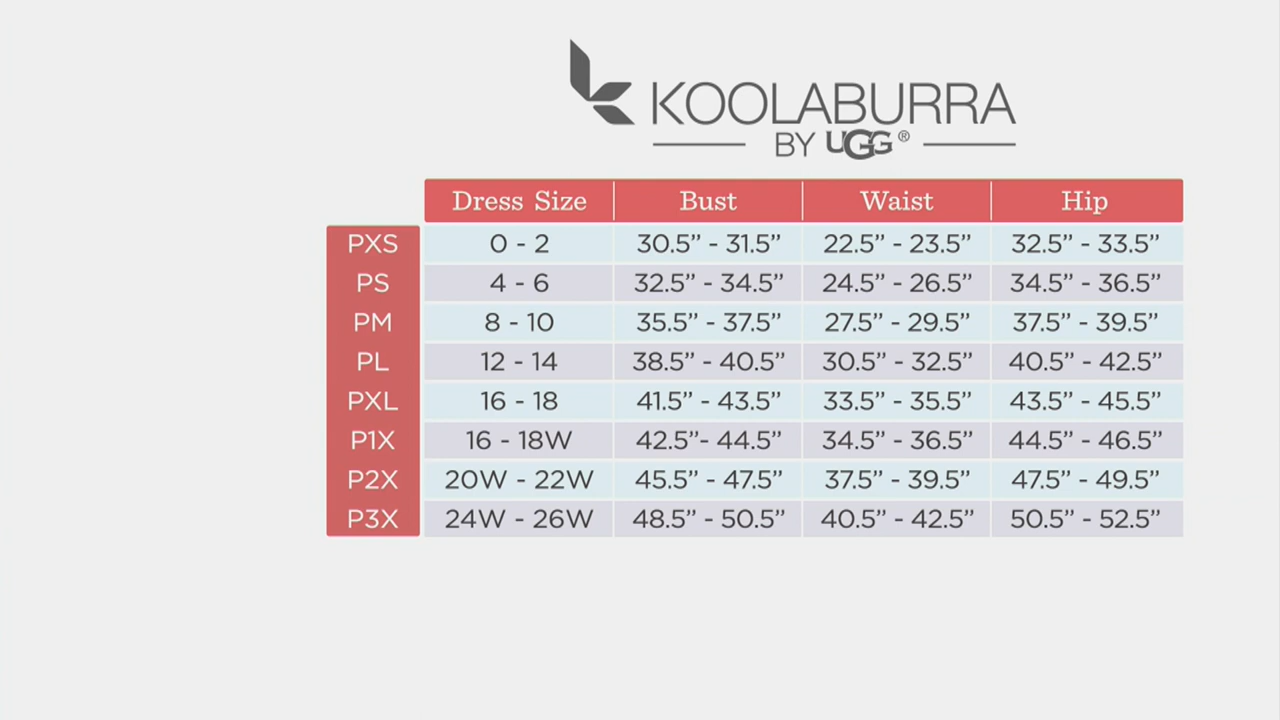 KOOLABURRA
BY UGG®
Dress Size Bust Waist Hip
PXS 0 - 2 30.5” - 31.5” 22.5” - 23.5” 32.5” - 33.5”
PS 4 - 6 32.5” - 34.5” 24.5” - 26.5” 34.5” - 36.5”
PM 8 - 10 35.5” - 37.5” 27.5” - 29.5” 37.5” - 39.5”
PL 12 - 14 38.5” - 40.5” 30.5” - 32.5” 40.5” - 42.5”
PXL 16 - 18 41.5” - 43.5” 33.5” - 35.5” 43.5” - 45.5”
P1X 16 - 18W 42.5”- 44.5” 34.5” - 36.5” 44.5” - 46.5”
P2X 20W - 22W 45.5” - 47.5” 37.5” - 39.5” 47.5” - 49.5”
P3X 24W - 26W 48.5” - 50.5” 40.5” - 42.5” 50.5” - 52.5”